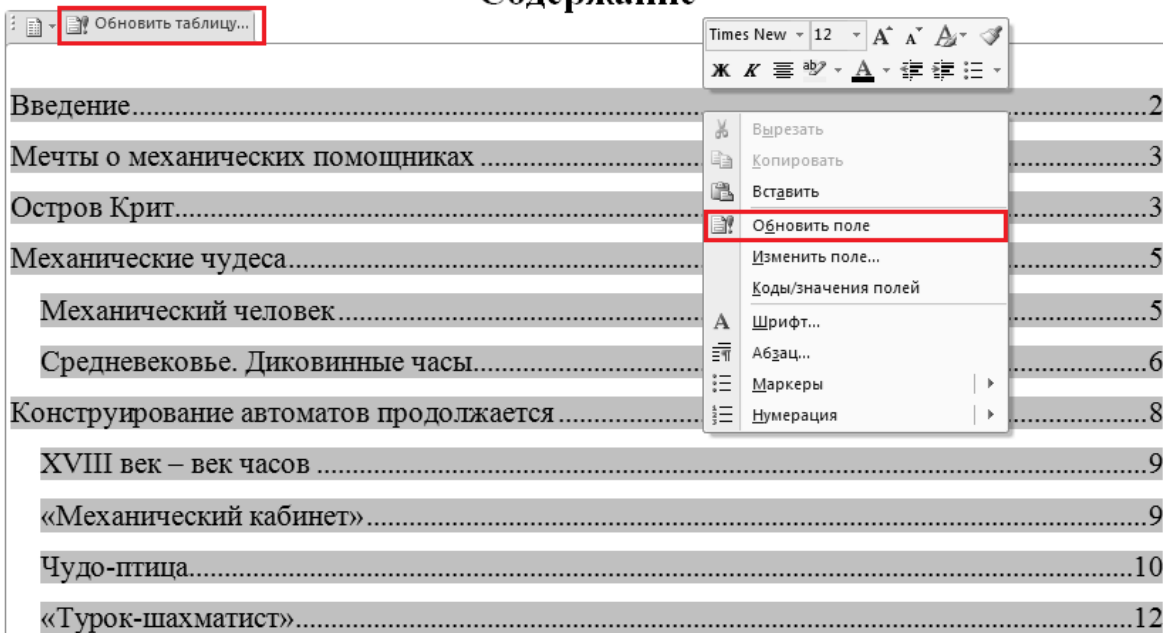 Содержание
Обновить таблицу...
Times New 12
Ж К
Введение...2
Мечты о механических помощниках...3
Остров Крит...3
Механические чудеса...5
Механический человек...5
Средневековье. Диковинные часы...6
Конструирование автоматов продолжается...8
XVIII век – век часов...9
«Механический кабинет»...9
Чудо-птица...10
«Турок-шахматист»...12
Вырезать
Копировать
Вставить
Обновить поле
Изменить поле...
Коды/значения полей
Шрифт...
Абзац...
Маркеры
Нумерация